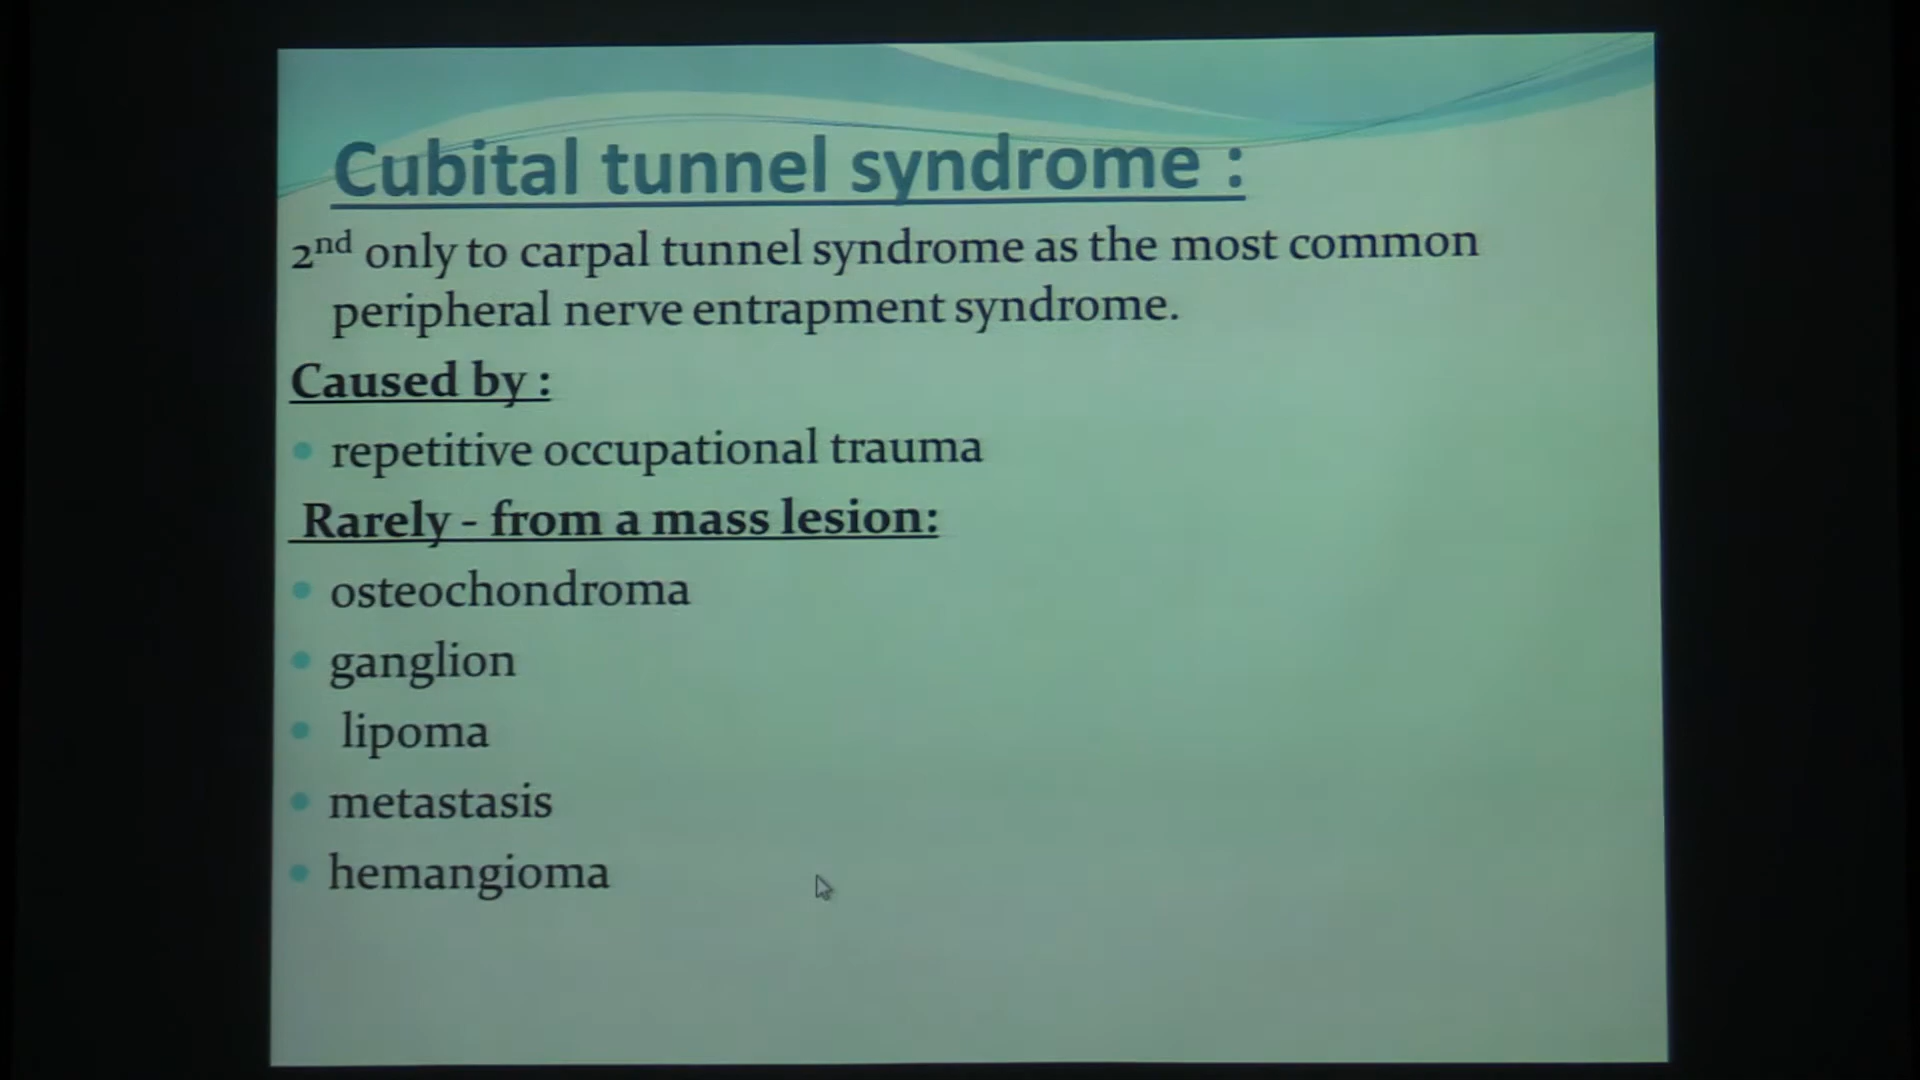 Cubital tunnel syndrome :
2nd only to carpal tunnel syndrome as the most common
peripheral nerve entrapment syndrome.
Caused by :
repetitive occupational trauma
Rarely - from a mass lesion:
osteochondroma
ganglion
lipoma
metastasis
hemangioma